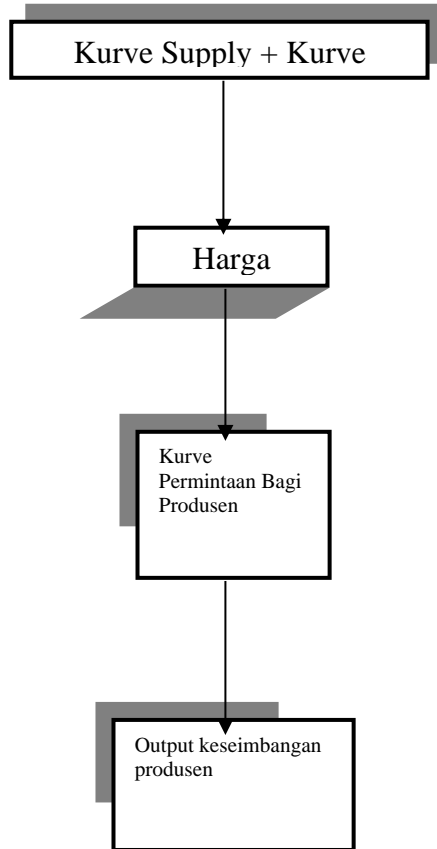 Kurve Supply + Kurve
Harga
Kurve
Permintaan Bagi
Produsen
Output keseimbangan
produsen